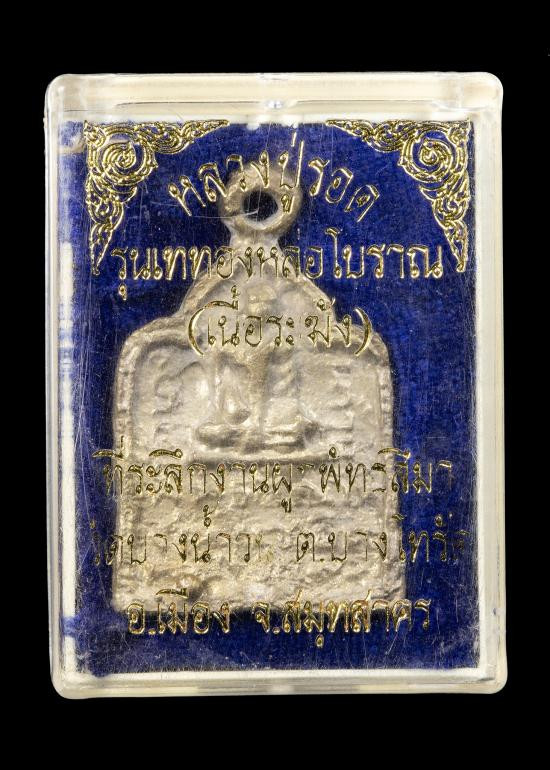 หลวงปู่รอด
รุ่นเททองหล่อโบราณ
(เนื้อระฆัง)
ที่ระลึกงานผูกพัทธสีมา
วัดบางน้ำวน ต.บางโทรัด
อ.เมือง จ.สมุทสาคร